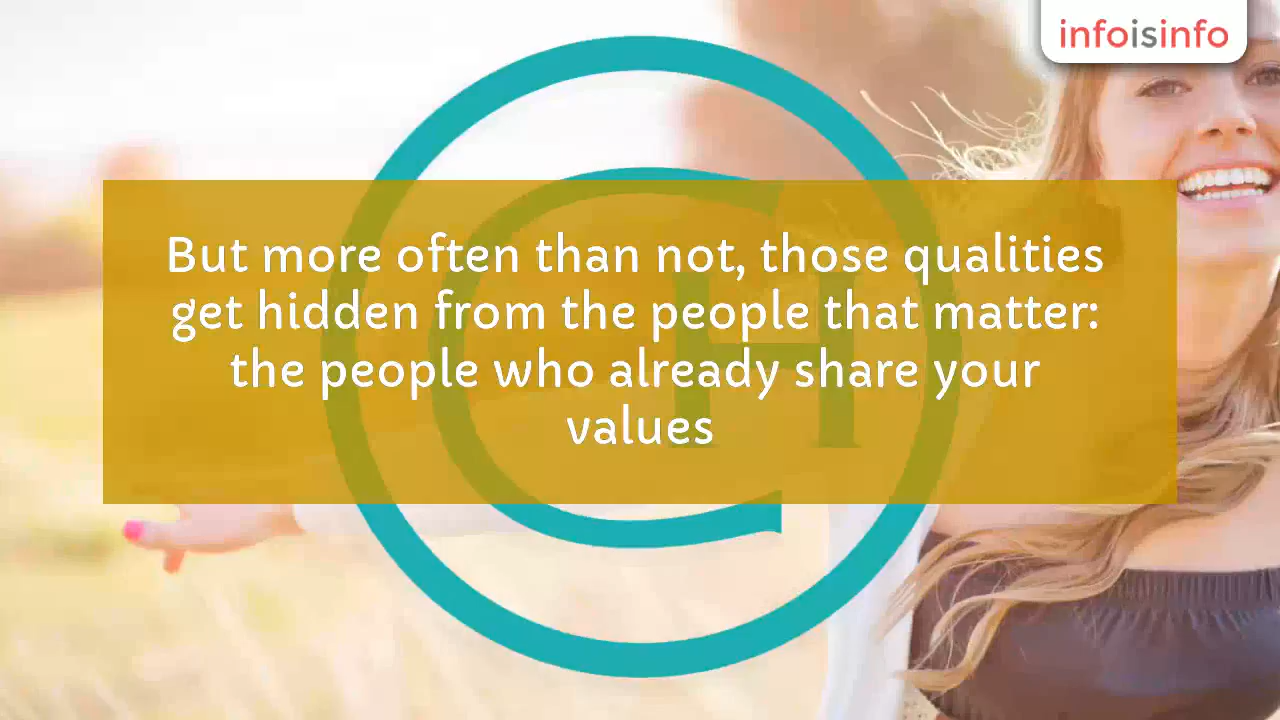 infoisinfo
But more often than not, those qualities
get hidden from the people that matter:
the people who already share your
values
CH